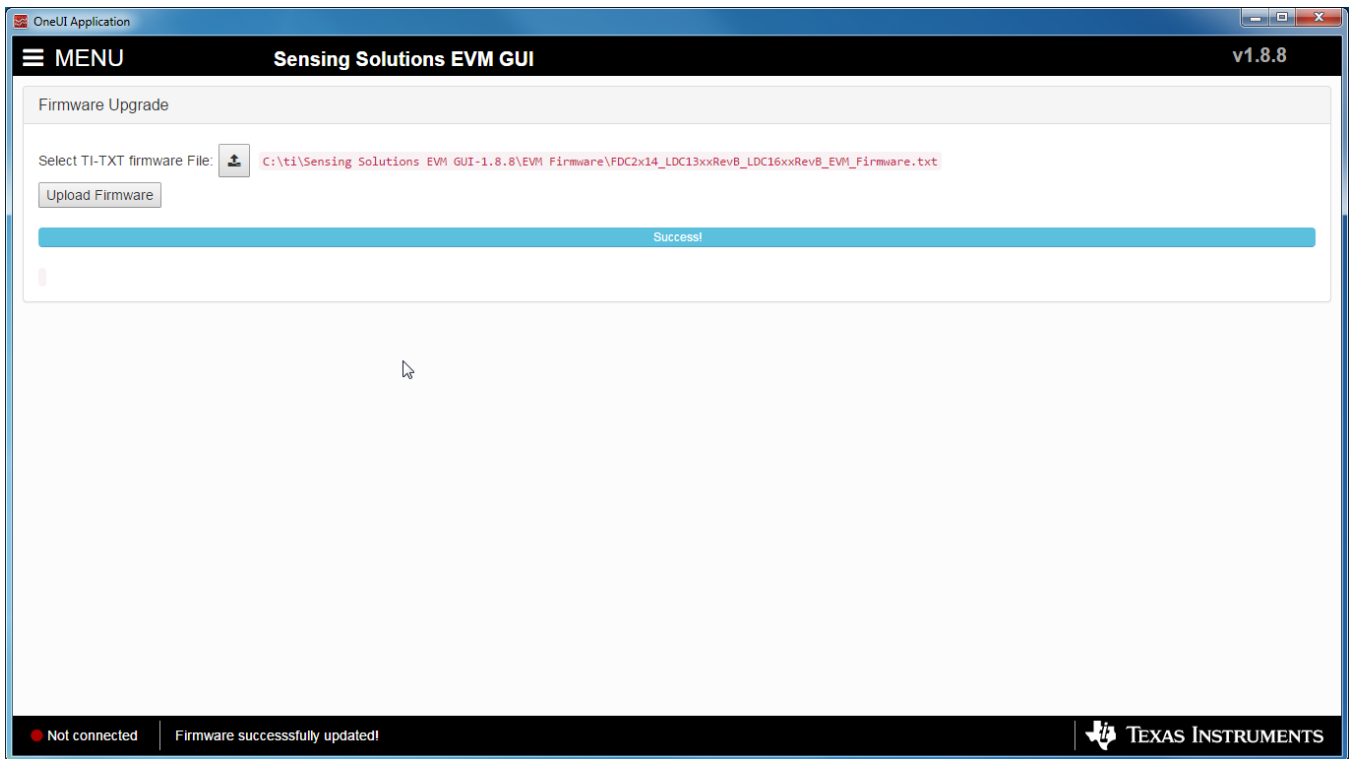 OneUI Application
MENU
Sensing Solutions EVM GUI
v1.8.8
Firmware Upgrade
Select TI-TXT firmware File: C:\ti\Sensing Solutions EVM GUI-1.8.8\EVM Firmware\FDC2x14_LDC13xxRevB_LDC16xxRevB_EVM_Firmware.txt
Upload Firmware
Success!
Not connected
Firmware successsfully updated!
TEXAS INSTRUMENTS